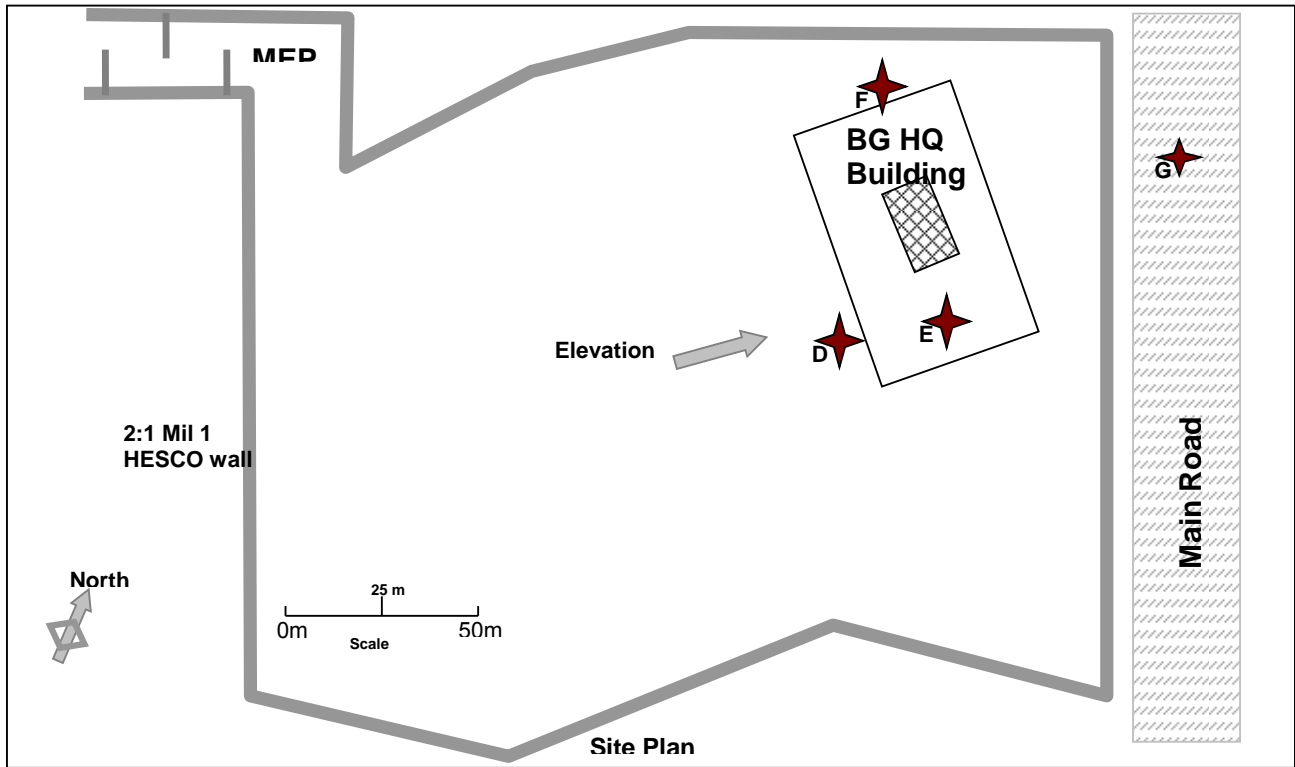 MEP
F
BG HQ
Building
G
Elevation
D
E
2:1 Mil 1
HESCO wall
Main Road
North
25 m
0m
50m
Scale
Site Plan